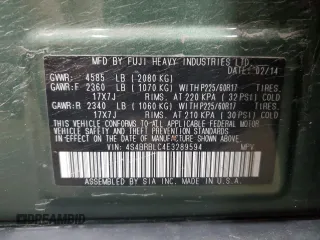 MFD BY FUJI HEAVY INDUSTRIES LTD.
DATE: 02/14
GVWR: 4585 LB (2080 KG)
GAWR:F 2360 LB (1070 KG) WITH P225/60R17 TIRES,
17X7J RIMS, AT 220 KPA (32 PSI) COLD
GAWR:R 2340 LB (1060 KG) WITH P225/60R17 TIRES,
17X7J RIMS, AT 210 KPA (30 PSI) COLD
THIS VEHICLE CONFORMS TO ALL APPLICABLE FEDERAL MOTOR
VEHICLE SAFETY STANDARDS
IN EFFECT ON THE DATE OF MANUFACTURE SHOWN ABOVE.
VIN: 4S4BRBLC4E3289594 MPV
ASSEMBLED BY SIA INC. MADE IN U.S.A.
DREAMBID